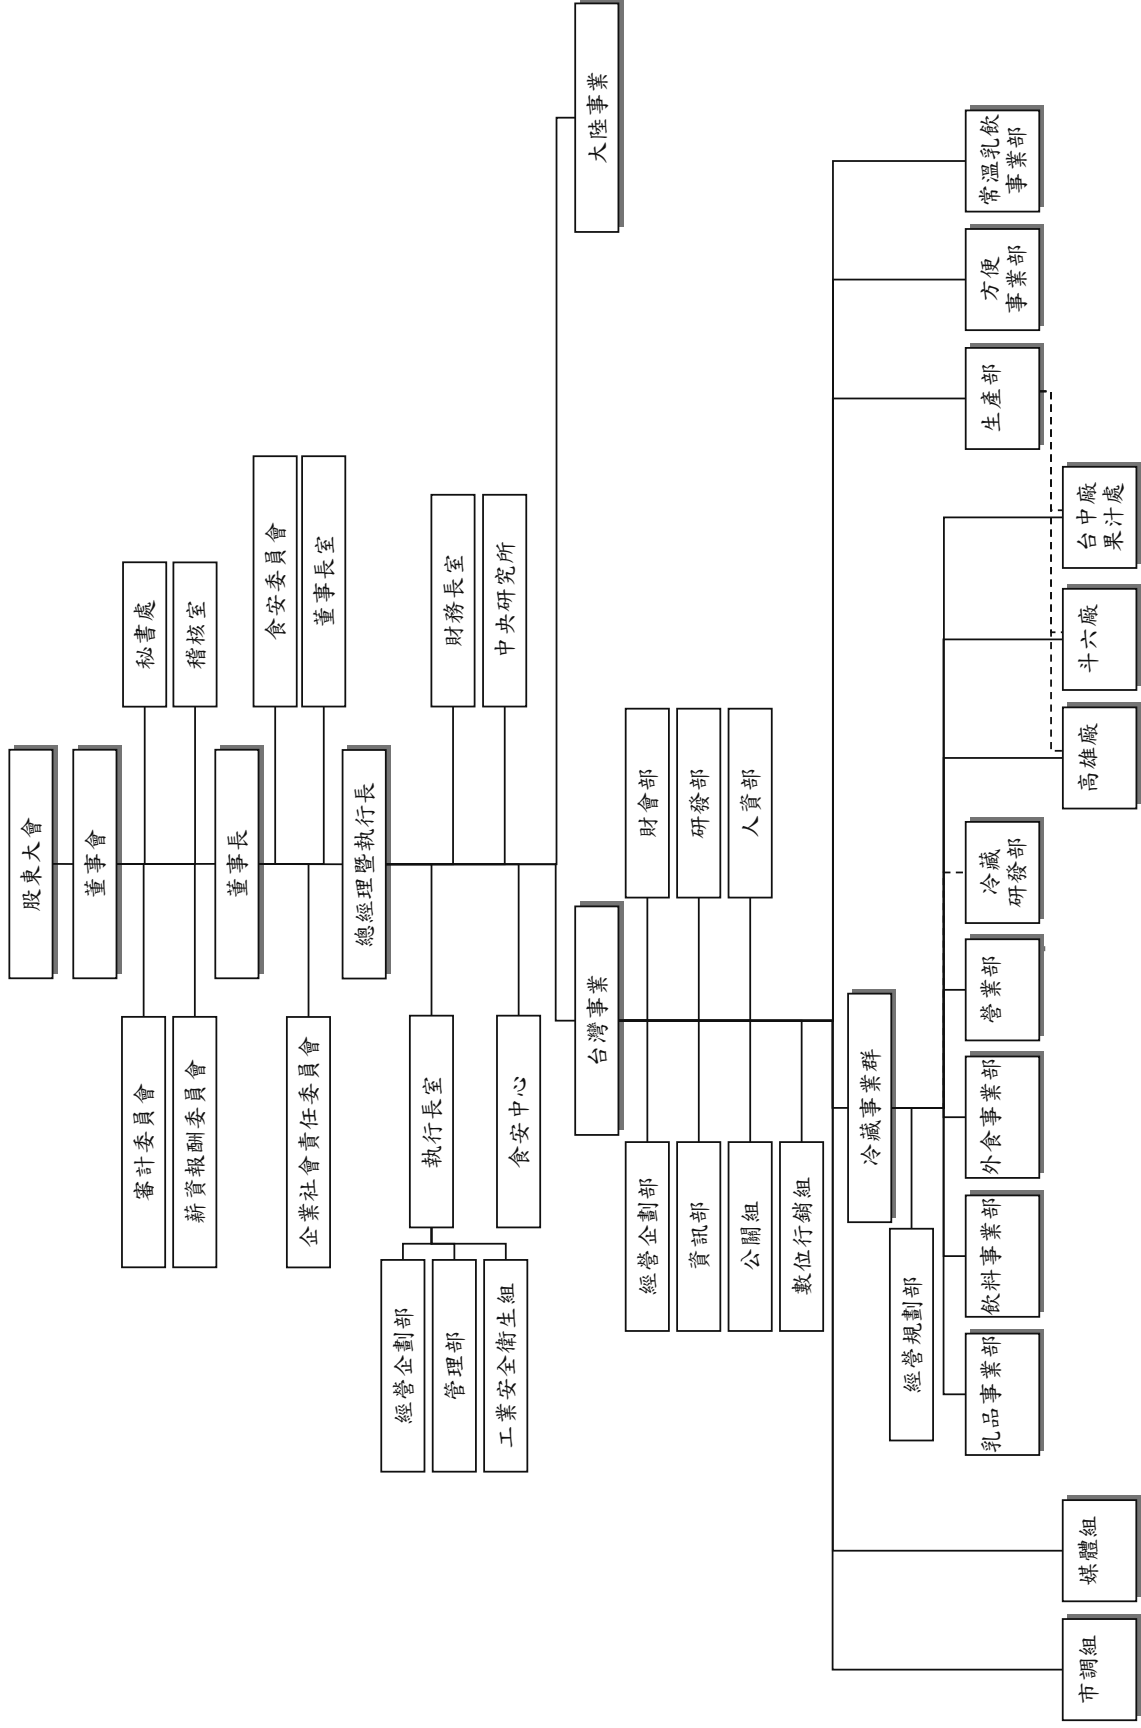 股東大會
董事會
審計委員會
秘書處
薪資報酬委員會
稽核室
董事長
食安委員會
企業社會責任委員會
董事長室
總經理暨執行長
執行長室
財務長室
經營企劃部
管理部
工業安全衛生組
食安中心
中央研究所
台灣事業
大陸事業
經營企劃部
財會部
資訊部
研發部
公關組
人資部
數位行銷組
冷藏事業群
經營規劃部
乳品事業部
飲料事業部
外食事業部
營業部
冷藏
研發部
生產部
方便
事業部
常溫乳飲
事業部
市調組
媒體組
高雄廠
斗六廠
台中廠
果汁處